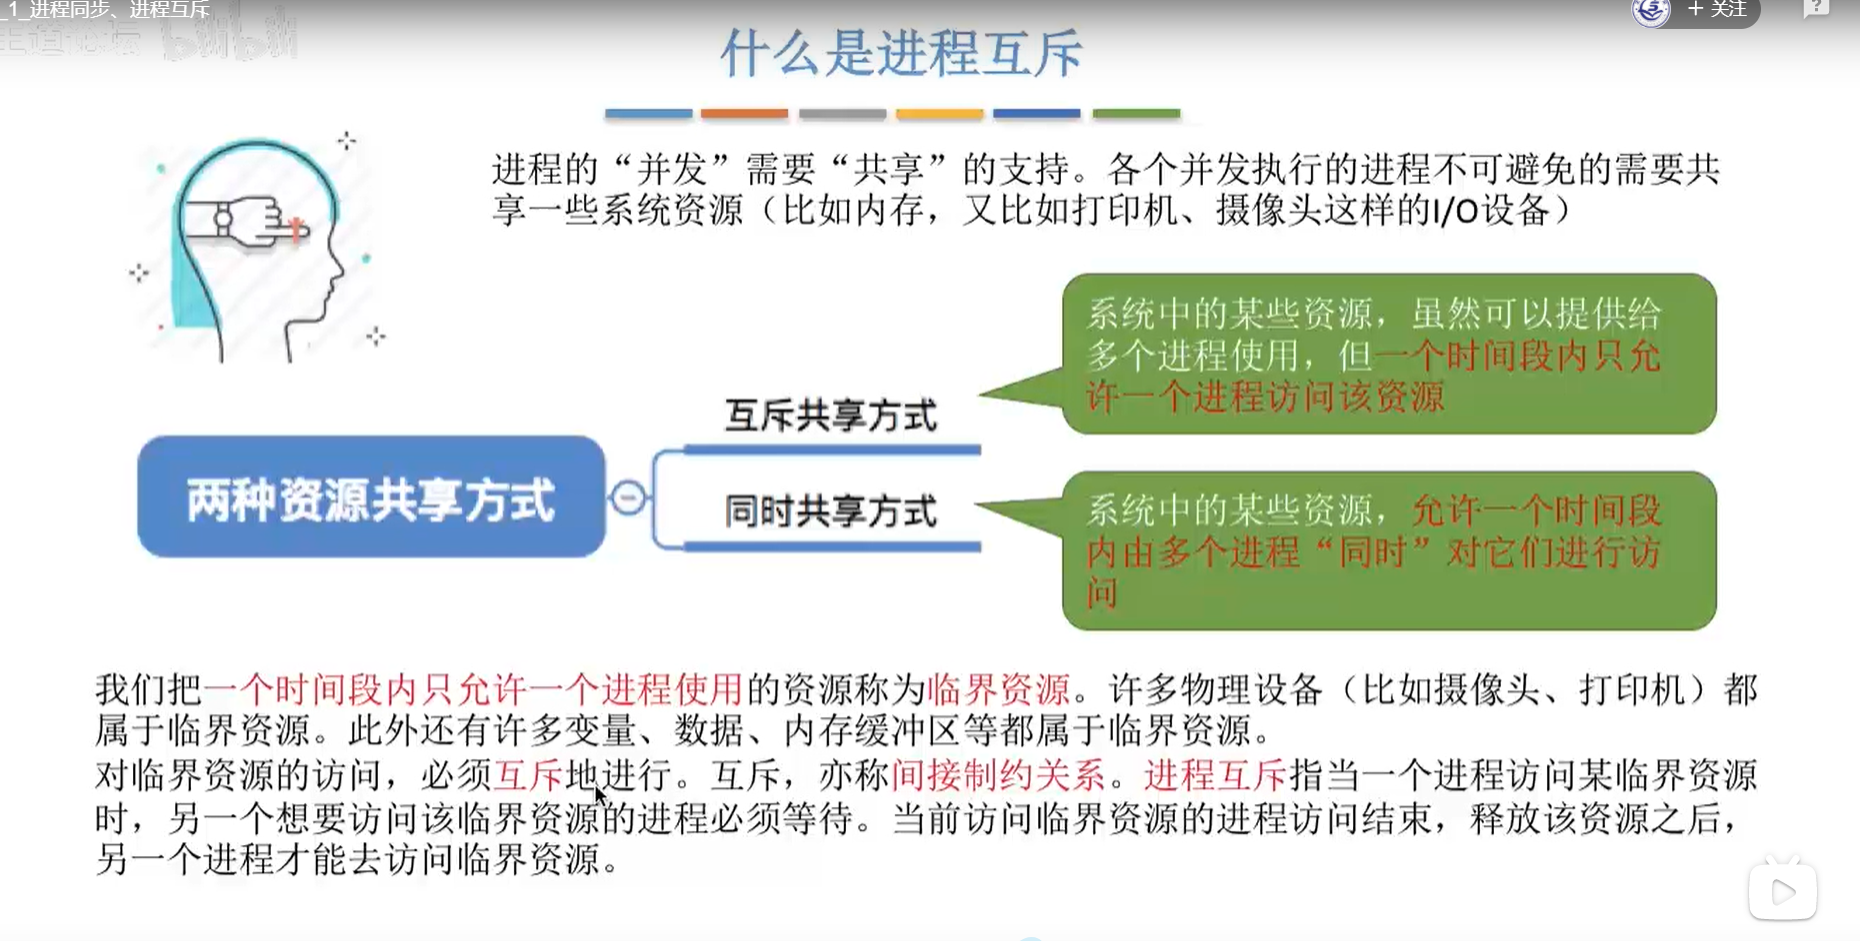 _1_进程同步、进程互斥
+ 关注
王道论坛 bilibili
什么是进程互斥
进程的“并发”需要“共享”的支持。各个并发执行的进程不可避免的需要共
享一些系统资源（比如内存，又比如打印机、摄像头这样的I/O设备）
系统中的某些资源，虽然可以提供给
多个进程使用，但一个时间段内只允
许一个进程访问该资源
互斥共享方式
两种资源共享方式
同时共享方式
系统中的某些资源，允许一个时间段
内由多个进程“同时”对它们进行访
问
我们把一个时间段内只允许一个进程使用的资源称为临界资源。许多物理设备（比如摄像头、打印机）都
属于临界资源。此外还有许多变量、数据、内存缓冲区等都属于临界资源。
对临界资源的访问，必须互斥地进行。互斥，亦称间接制约关系。进程互斥指当一个进程访问某临界资源
时，另一个想要访问该临界资源的进程必须等待。当前访问临界资源的进程访问结束，释放该资源之后，
另一个进程才能去访问临界资源。